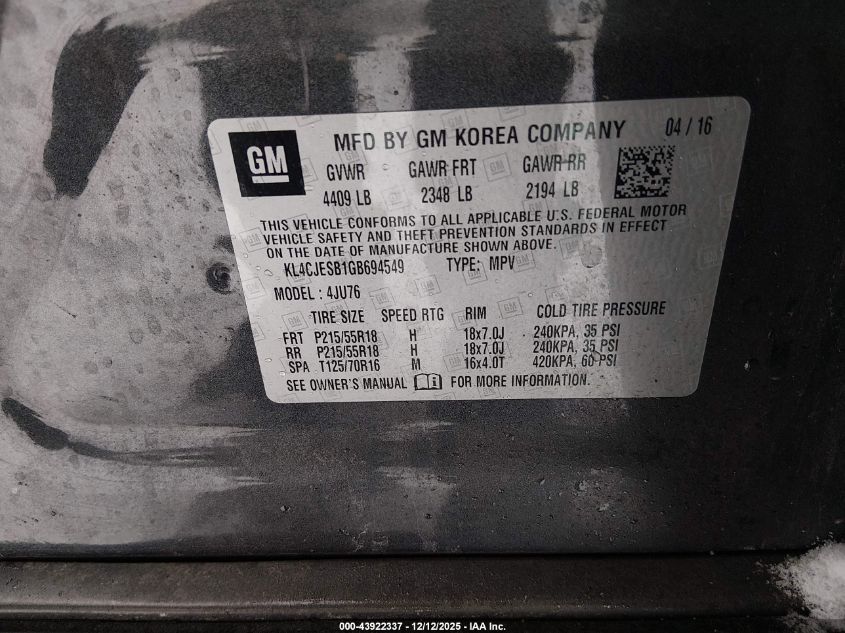 GM
MFD BY GM KOREA COMPANY 04 / 16
GVWR GAWR FRT GAWR RR
4409 LB 2348 LB 2194 LB
THIS VEHICLE CONFORMS TO ALL APPLICABLE U.S. FEDERAL MOTOR
VEHICLE SAFETY AND THEFT PREVENTION STANDARDS IN EFFECT
ON THE DATE OF MANUFACTURE SHOWN ABOVE.
KL4CJESB1GB694549 TYPE: MPV
MODEL : 4JU76
TIRE SIZE SPEED RTG RIM COLD TIRE PRESSURE
FRT P215/55R18 H 18x7.0J 240KPA, 35 PSI
RR P215/55R18 H 18x7.0J 240KPA, 35 PSI
SPA T125/70R16 M 16x4.0T 420KPA, 60 PSI
SEE OWNER'S MANUAL FOR MORE INFORMATION.
000-43922337 - 12/12/2025 - IAA Inc.